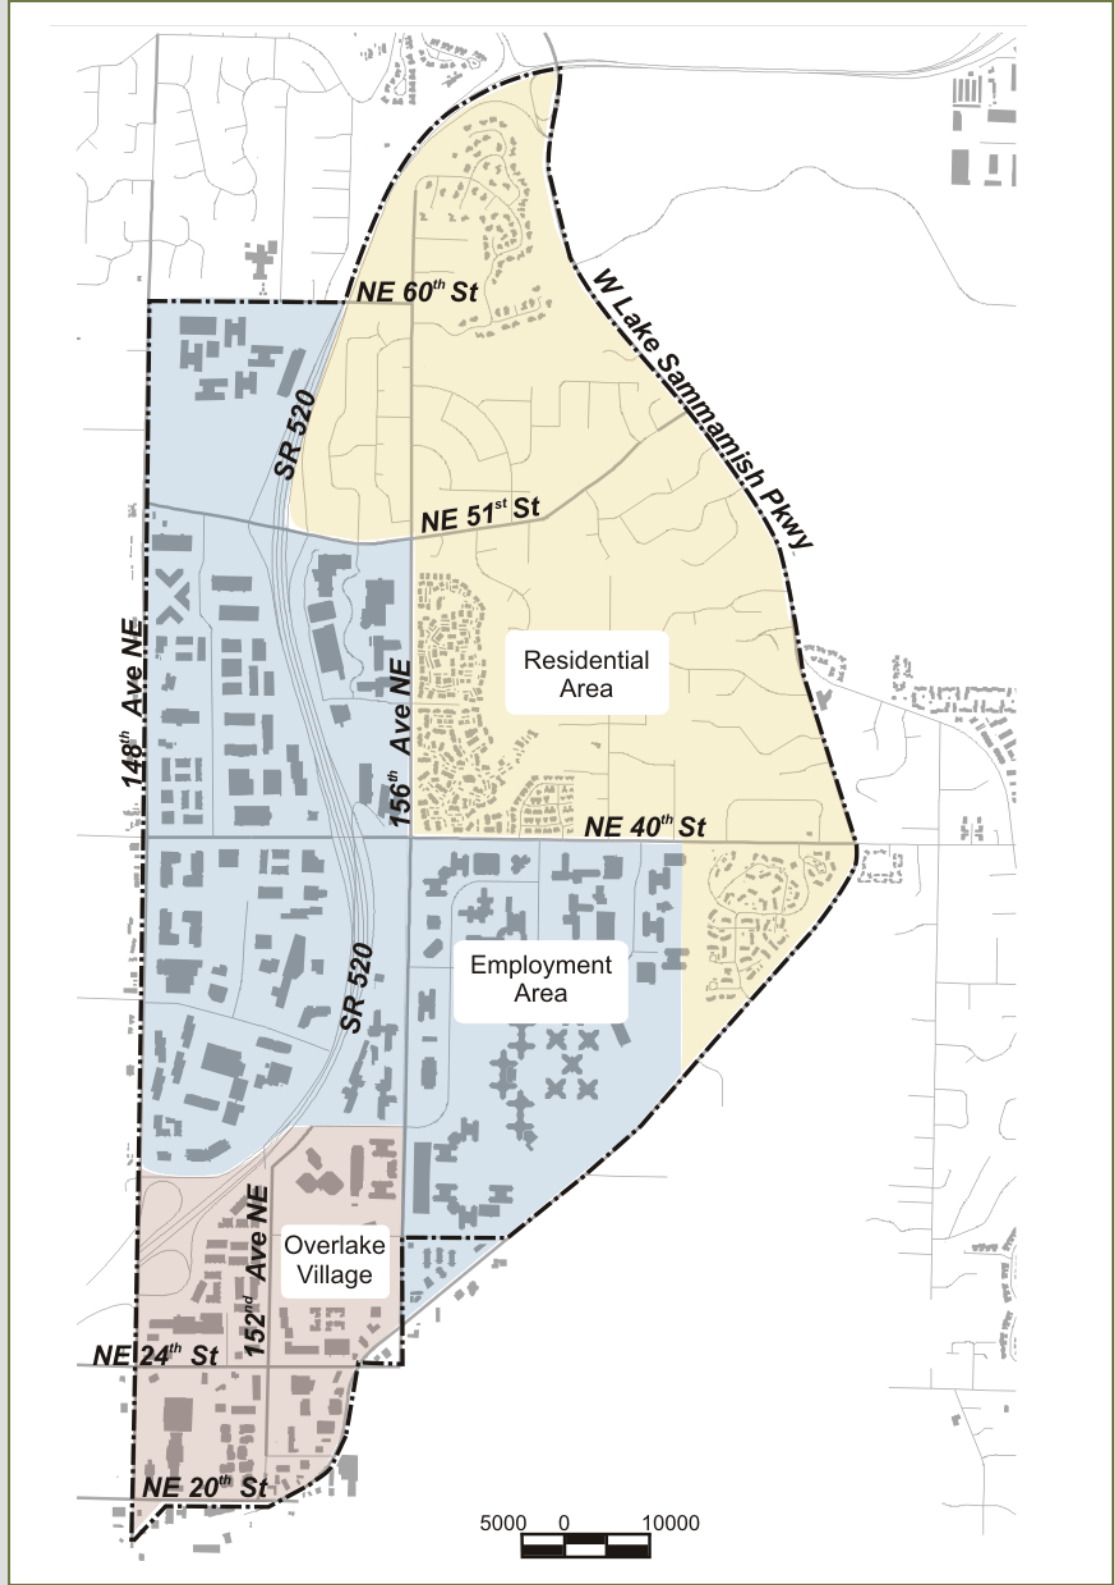 NE 60th St
W Lake Sammamish Pkwy
SR 520
NE 51st St
148th Ave NE
156th Ave NE
Residential
Area
NE 40th St
SR 520
Employment
Area
152nd Ave NE
Overlake
Village
NE 24th St
NE 20th St
5000 0 10000